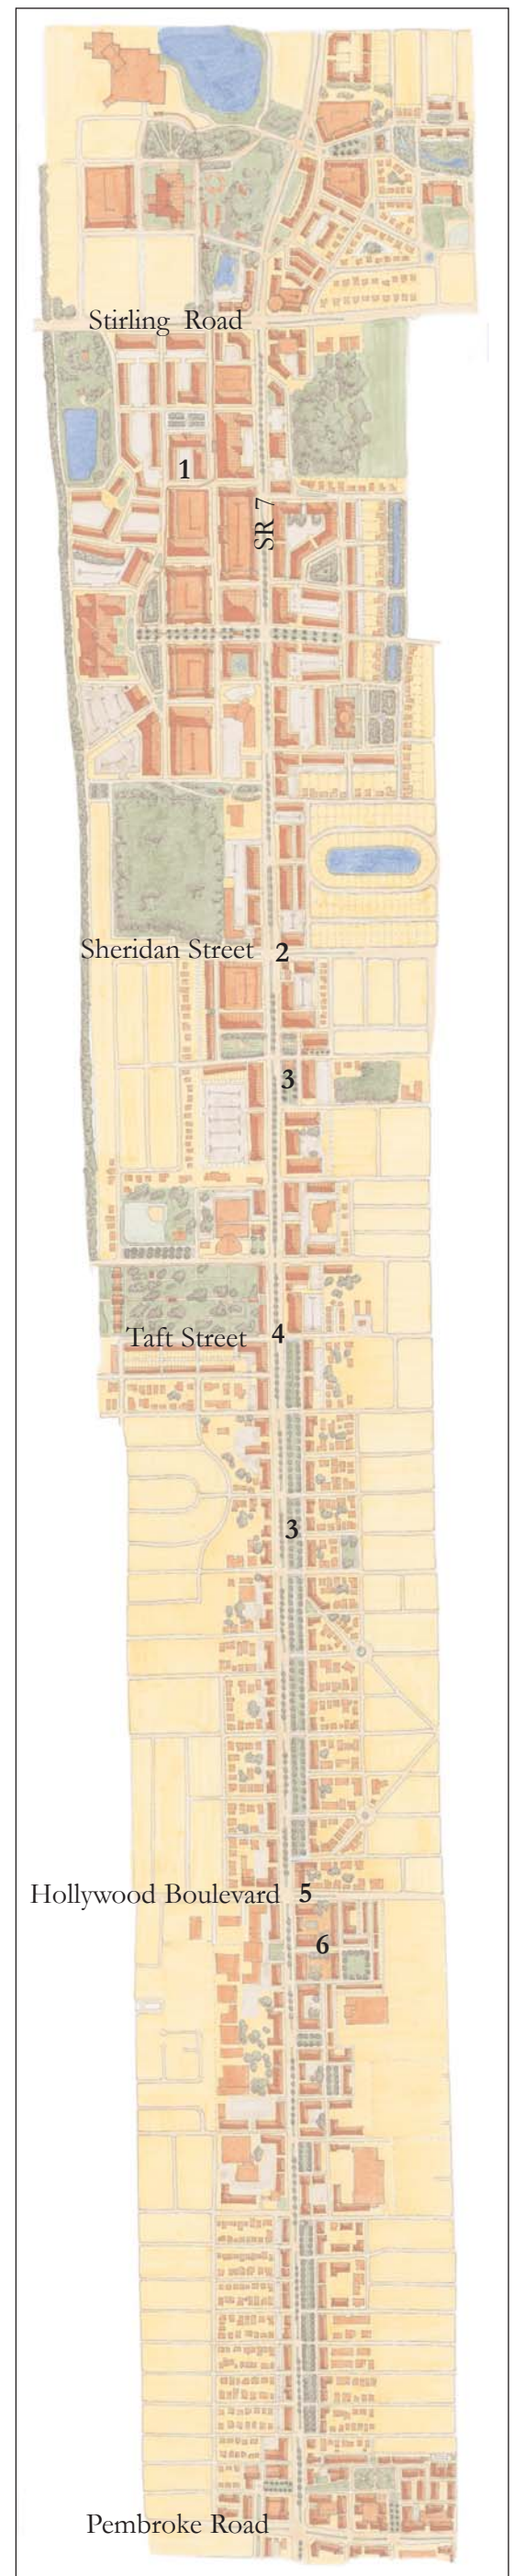 Stirling Road
1
SR 7
Sheridan Street 2
3
Taft Street 4
3
Hollywood Boulevard 5
6
Pembroke Road